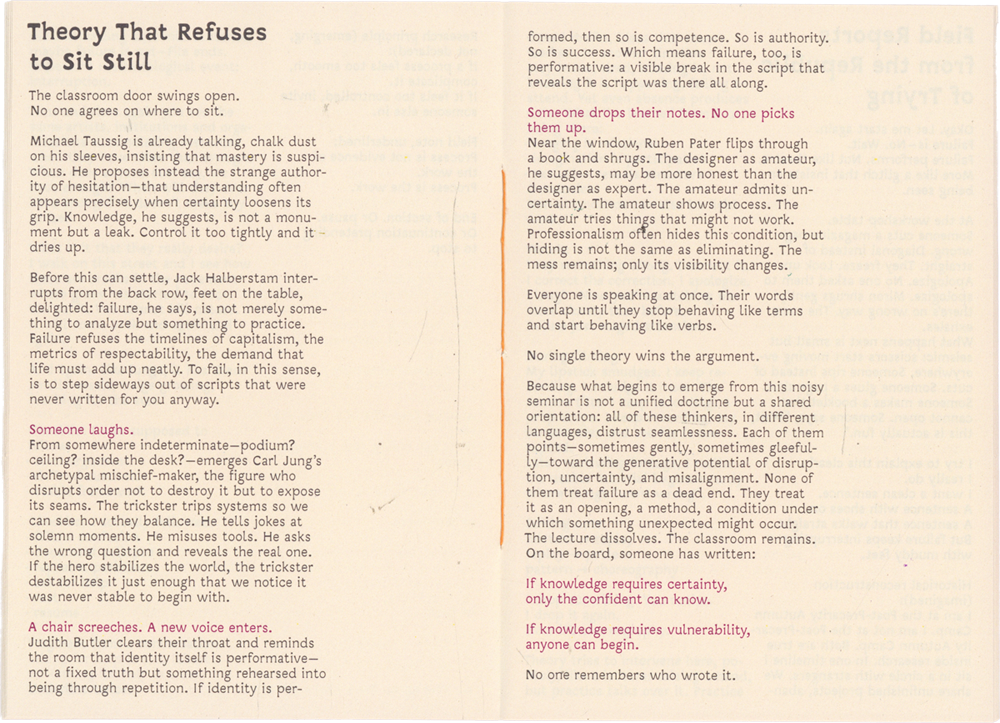 Theory That Refuses
to Sit Still
The classroom door swings open.
No one agrees on where to sit.
Michael Taussig is already talking, chalk dust
on his sleeves, insisting that mastery is suspi-
cious. He proposes instead the strange author-
ity of hesitation—that understanding often
appears precisely when certainty loosens its
grip. Knowledge, he suggests, is not a monu-
ment but a leak. Control it too tightly and it
dries up.
Before this can settle, Jack Halberstam inter-
rupts from the back row, feet on the table,
delighted: failure, he says, is not merely some-
thing to analyze but something to practice.
Failure refuses the timelines of capitalism, the
metrics of respectability, the demand that
life must add up neatly. To fail, in this sense,
is to step sideways out of scripts that were
never written for you anyway.
Someone laughs.
From somewhere indeterminate—podium?
ceiling? inside the desk?—emerges Carl Jung's
archetypal mischief-maker, the figure who
disrupts order not to destroy it but to expose
its seams. The trickster trips systems so we
can see how they balance. He tells jokes at
solemn moments. He misuses tools. He asks
the wrong question and reveals the real one.
If the hero stabilizes the world, the trickster
destabilizes it just enough that we notice it
was never stable to begin with.
A chair screeches. A new voice enters.
Judith Butler clears their throat and reminds
the room that identity itself is performative—
not a fixed truth but something rehearsed into
being through repetition. If identity is per-
formed, then so is competence. So is authority.
So is success. Which means failure, too, is
performative: a visible break in the script that
reveals the script was there all along.
Someone drops their notes. No one picks
them up.
Near the window, Ruben Pater flips through
a book and shrugs. The designer as amateur,
he suggests, may be more honest than the
designer as expert. The amateur admits un-
certainty. The amateur shows process. The
amateur tries things that might not work.
Professionalism often hides this condition, but
hiding is not the same as eliminating. The
mess remains; only its visibility changes.
Everyone is speaking at once. Their words
overlap until they stop behaving like terms
and start behaving like verbs.
No single theory wins the argument.
Because what begins to emerge from this noisy
seminar is not a unified doctrine but a shared
orientation: all of these thinkers, in different
languages, distrust seamlessness. Each of them
points—sometimes gently, sometimes gleeful-
ly—toward the generative potential of disrup-
tion, uncertainty, and misalignment. None of
them treat failure as a dead end. They treat
it as an opening, a method, a condition under
which something unexpected might occur.
The lecture dissolves. The classroom remains.
On the board, someone has written:
If knowledge requires certainty,
only the confident can know.
If knowledge requires vulnerability,
anyone can begin.
No one remembers who wrote it.